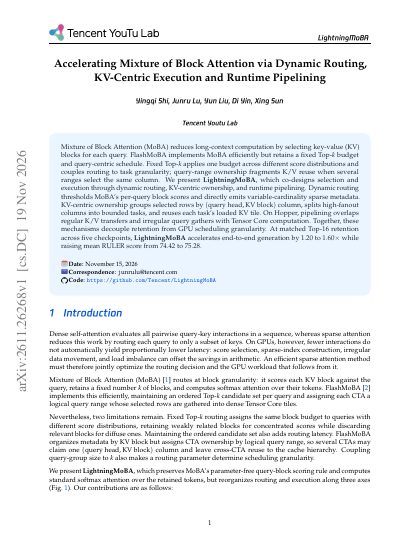 Tencent YouTu Lab
LightningMoBA
Accelerating Mixture of Block Attention via Dynamic Routing,
KV-Centric Execution and Runtime Pipelining
Yingqi Shi, Junru Lu, Yun Liu, Di Yin, Xing Sun
Tencent Youtu Lab
Mixture of Block Attention (MoBA) reduces long-context computation by selecting key-value (KV)
blocks for each query. FlashMoBA implements MoBA efficiently but retains a fixed Top-k budget
and query-centric schedule. Fixed Top-k applies one budget across different score distributions and
couples routing to task granularity; query-range ownership fragments K/V reuse when several
ranges select the same column. We present LightningMoBA, which co-designs selection and
execution through dynamic routing, KV-centric ownership, and runtime pipelining. Dynamic routing
thresholds MoBA's per-query block scores and directly emits variable-cardinality sparse metadata.
KV-centric ownership groups selected rows by (query head, KV block) column, splits high-fanout
columns into bounded tasks, and reuses each task's loaded KV tile. On Hopper, pipelining overlaps
regular K/V transfers and irregular query gathers with Tensor Core computation. Together, these
mechanisms decouple retention from GPU scheduling granularity. At matched Top-16 retention
across five checkpoints, LightningMoBA accelerates end-to-end generation by 1.20 to 1.60× while
raising mean RULER score from 74.42 to 75.28.
Date: November 15, 2026
Correspondence: junrulu@tencent.com
Code: https://github.com/TencentCloudADP/LightningMoBA
1 Introduction
Dense self-attention evaluates all pairwise query-key interactions in a sequence, whereas sparse attention
reduces this work by routing each query to only a subset of keys. On GPUs, however, fewer interactions do
not automatically yield proportionally lower latency: score selection, sparse-index construction, irregular
data movement, and load imbalance can offset the savings in arithmetic. An efficient sparse attention method
must therefore jointly optimize the routing decision and the GPU workload that follows from it.
Mixture of Block Attention (MoBA) [1] routes at block granularity: it scores each KV block against the
query, retains a fixed number k of blocks, and computes softmax attention over their tokens. FlashMoBA [2]
implements this efficiently, maintaining an ordered Top-k candidate set per query and assigning each CTA a
logical query range whose selected rows are gathered into dense Tensor Core tiles.
Nevertheless, two limitations remain. Fixed Top-k routing assigns the same block budget to queries with
different score distributions, retaining weakly related blocks for concentrated scores while discarding
relevant blocks for diffuse ones. Maintaining the ordered candidate set also adds routing latency. FlashMoBA
organizes metadata by KV block but assigns CTA ownership by logical query range, so several CTAs may
claim one (query head, KV block) column and leave cross-CTA reuse to the cache hierarchy. Coupling
query-group size to k also makes a routing parameter determine scheduling granularity.
We present LightningMoBA, which preserves MoBA's parameter-free query-block scoring rule and computes
standard softmax attention over the retained tokens, but reorganizes routing and execution along three axes
(Fig. 1). Our contributions are as follows:
1
arXiv:2611.26268v1 [cs.DC] 19 Nov 2026